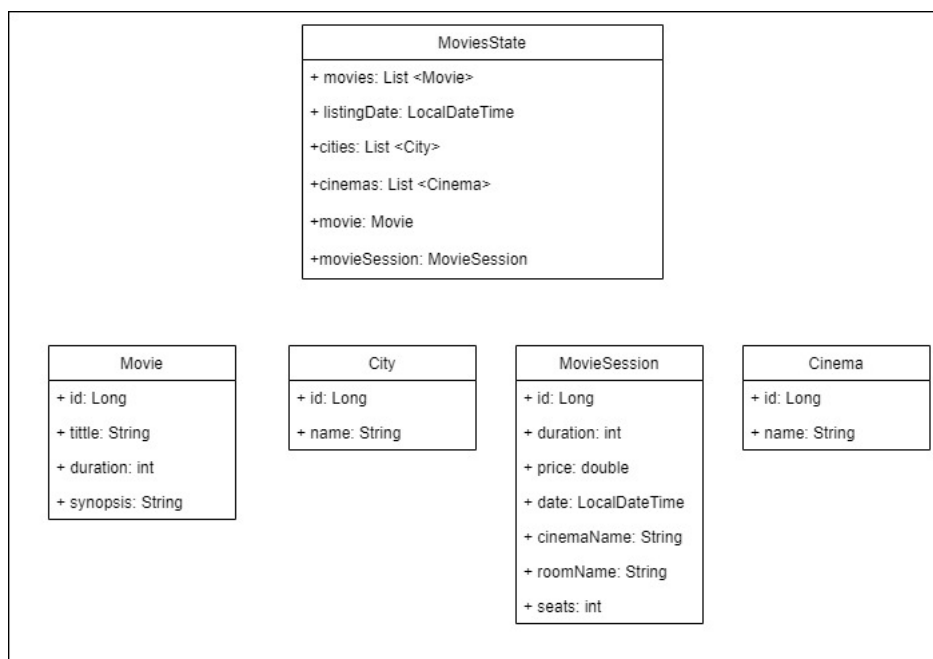 MoviesState
+ movies: List <Movie>
+ listingDate: LocalDateTime
+cities: List <City>
+cinemas: List <Cinema>
+movie: Movie
+movieSession: MovieSession
Movie
+ id: Long
+ tittle: String
+ duration: int
+ synopsis: String
City
+ id: Long
+ name: String
MovieSession
+ id: Long
+ duration: int
+ price: double
+ date: LocalDateTime
+ cinemaName: String
+ roomName: String
+ seats: int
Cinema
+ id: Long
+ name: String